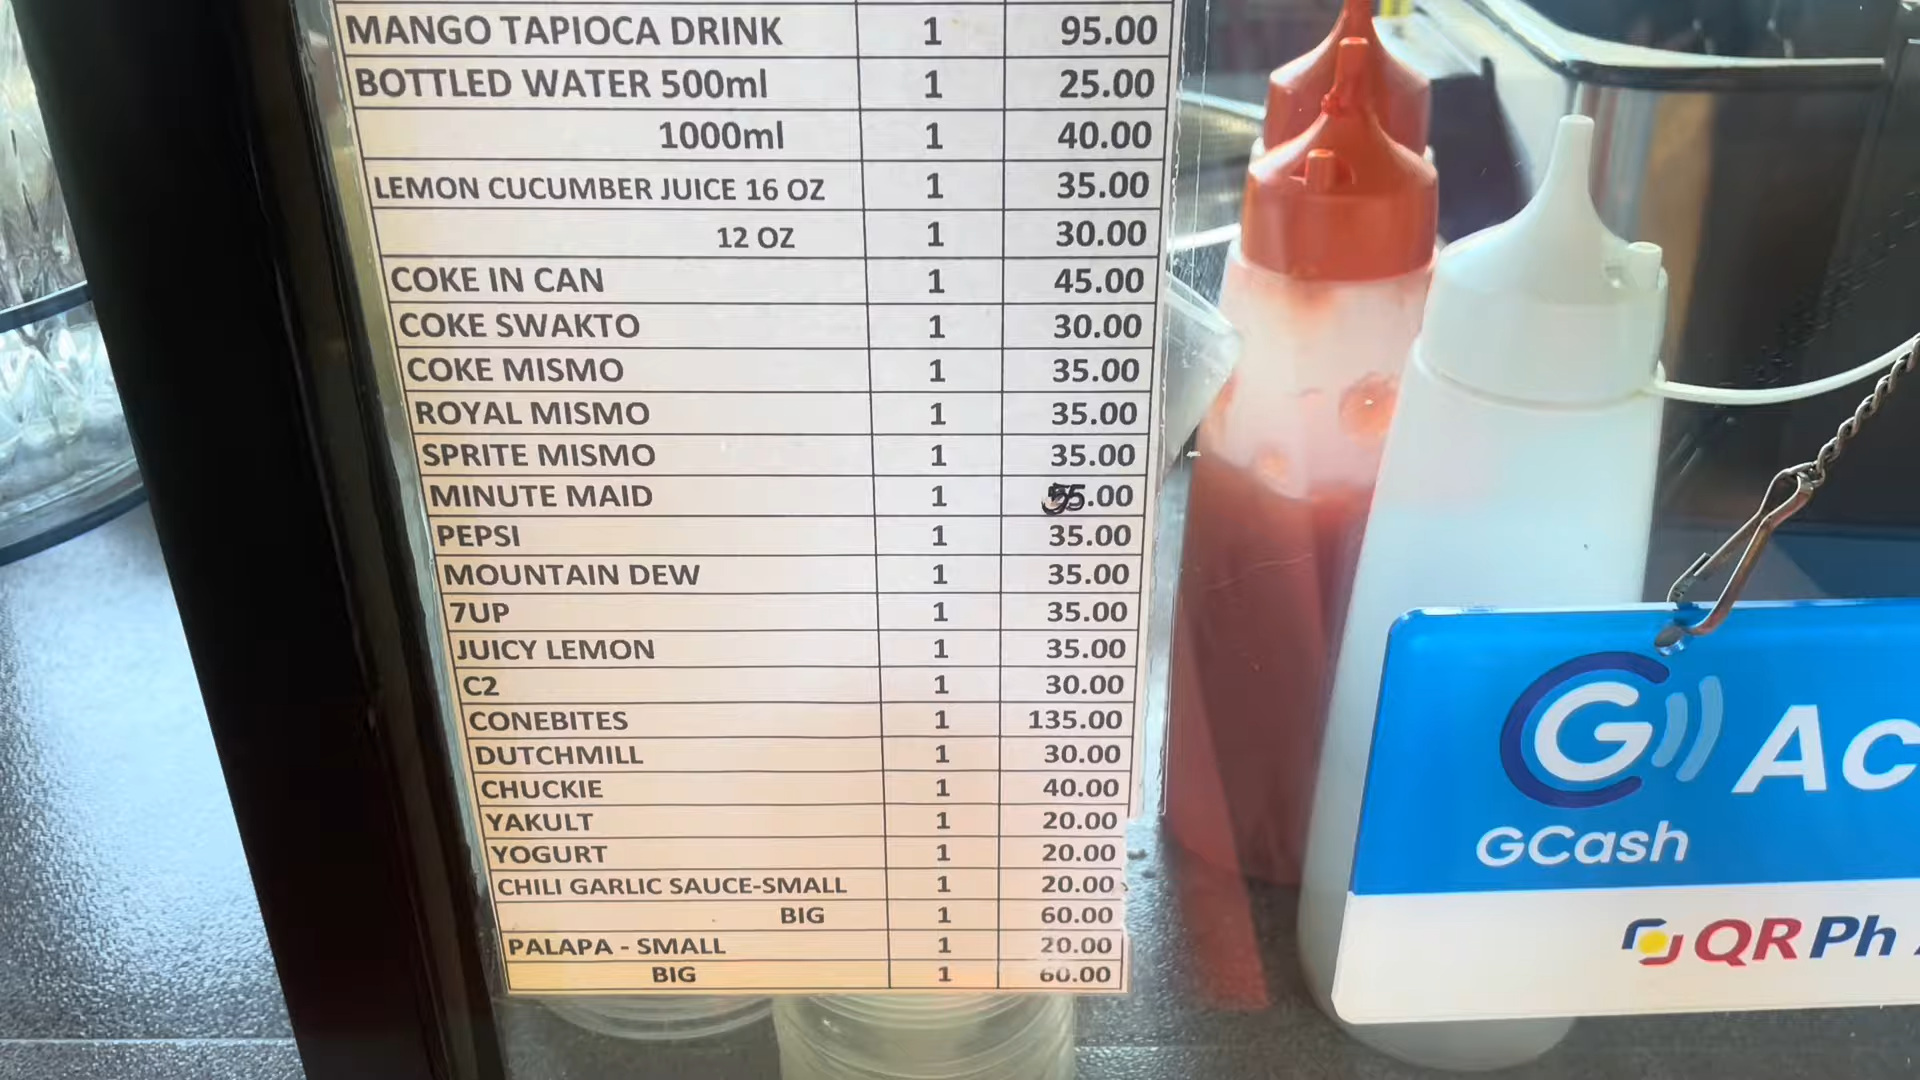 MANGO TAPIOCA DRINK 1 95.00
BOTTLED WATER 500ml 1 25.00
1000ml 1 40.00
LEMON CUCUMBER JUICE 16 OZ 1 35.00
12 OZ 1 30.00
COKE IN CAN 1 45.00
COKE SWAKTO 1 30.00
COKE MISMO 1 35.00
ROYAL MISMO 1 35.00
SPRITE MISMO 1 35.00
MINUTE MAID 1 35.00
PEPSI 1 35.00
MOUNTAIN DEW 1 35.00
7UP 1 35.00
JUICY LEMON 1 35.00
C2 1 30.00
CONEBITES 1 135.00
DUTCHMILL 1 30.00
CHUCKIE 1 40.00
YAKULT 1 20.00
YOGURT 1 20.00
CHILI GARLIC SAUCE-SMALL 1 20.00
BIG 1 60.00
PALAPA - SMALL 1 20.00
BIG 1 60.00
G
GCash
Ac
QR Ph